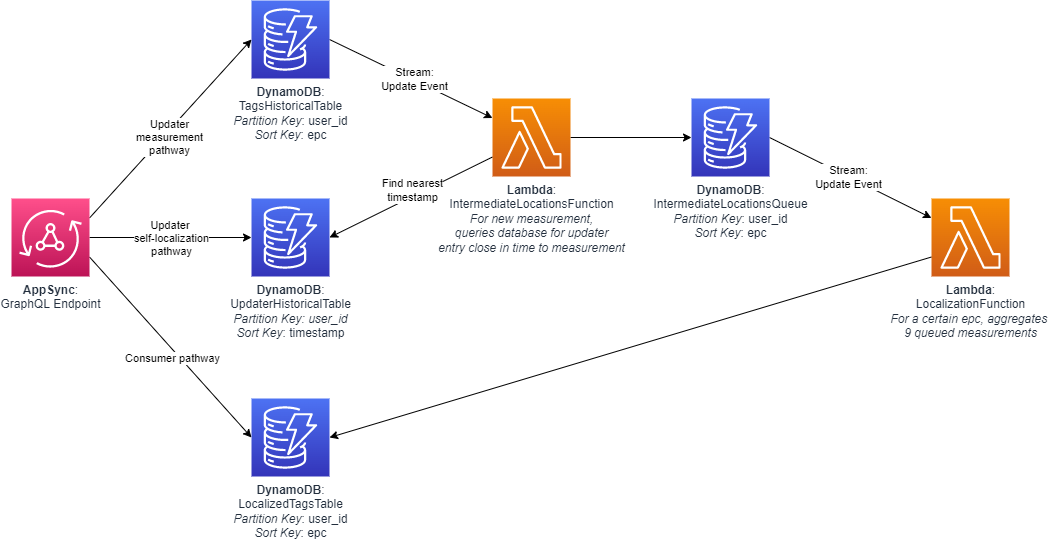 DynamoDB:
TagsHistoricalTable
Partition Key: user_id
Sort Key: epc
Stream:
Update Event
Updater
measurement
pathway
Lambda:
IntermediateLocationsFunction
For new measurement,
queries database for updater
entry close in time to measurement
DynamoDB:
IntermediateLocationsQueue
Partition Key: user_id
Sort Key: epc
Stream:
Update Event
Find nearest
timestamp
Updater
self-localization
pathway
AppSync:
GraphQL Endpoint
DynamoDB:
UpdaterHistoricalTable
Partition Key: user_id
Sort Key: timestamp
Lambda:
LocalizationFunction
For a certain epc, aggregates
9 queued measurements
Consumer pathway
DynamoDB:
LocalizedTagsTable
Partition Key: user_id
Sort Key: epc